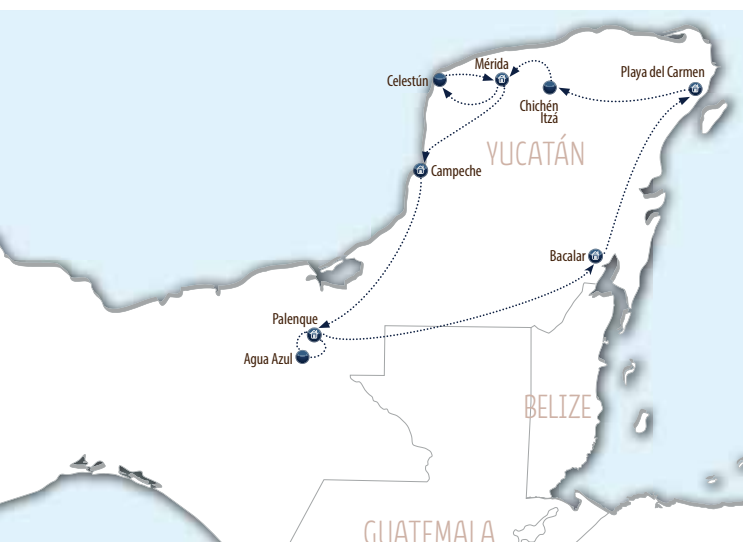 Mérida
Celestún
Playa del Carmen
Chichén
Itzá
YUCATÁN
Campeche
Bacalar
Palenque
Agua Azul
BELIZE
GUATEMALA